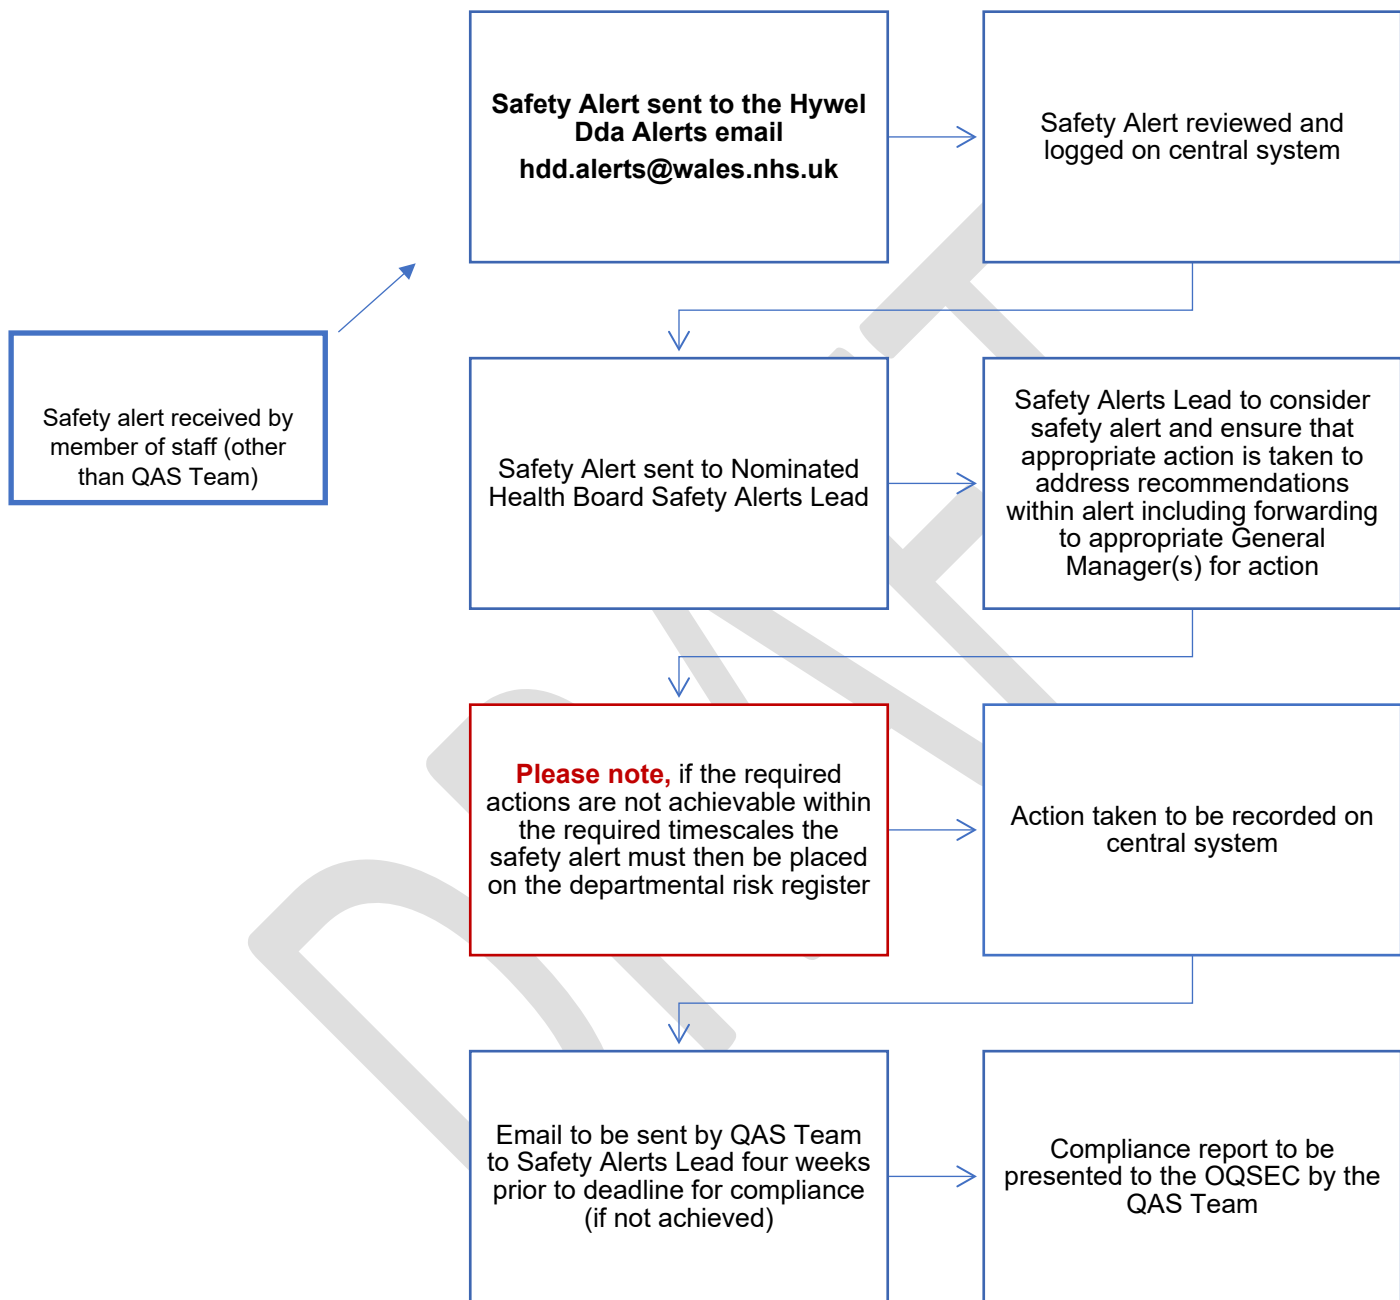 Safety alert received by
member of staff (other
than QAS Team)
Safety Alert sent to the Hywel
Dda Alerts email
hdd.alerts@wales.nhs.uk
Safety Alert reviewed and
logged on central system
Safety Alert sent to Nominated
Health Board Safety Alerts Lead
Safety Alerts Lead to consider
safety alert and ensure that
appropriate action is taken to
address recommendations
within alert including forwarding
to appropriate General
Manager(s) for action
Please note, if the required
actions are not achievable within
the required timescales the
safety alert must then be placed
on the departmental risk register
Action taken to be recorded on
central system
Email to be sent by QAS Team
to Safety Alerts Lead four weeks
prior to deadline for compliance
(if not achieved)
Compliance report to be
presented to the OQSEC by the
QAS Team
DRAFT